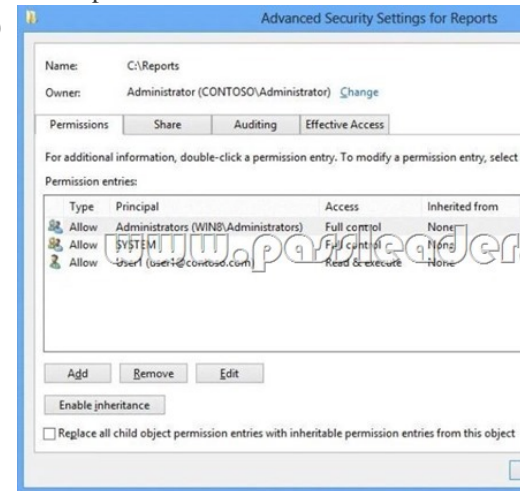 Advanced Security Settings for Reports
Name: C:\Reports
Owner: Administrator (CONTOSO\Administrator) Change
Permissions Share Auditing Effective Access
For additional information, double-click a permission entry. To modify a permission entry, select
Permission entries:
Type Principal Access Inherited from
Allow Administrators (WIN8\Administrators) Full control None
Allow SYSTEM Full control None
Allow User1 (user1@contoso.com) Read & execute None
www.passleader
Add Remove Edit
Enable inheritance
Replace all child object permission entries with inheritable permission entries from this object